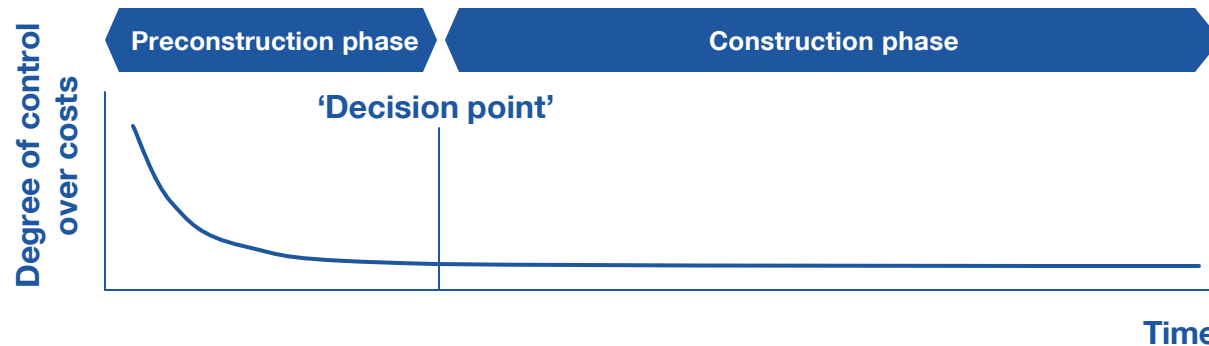 Preconstruction phase
Construction phase
Degree of control
over costs
‘Decision point’
Time